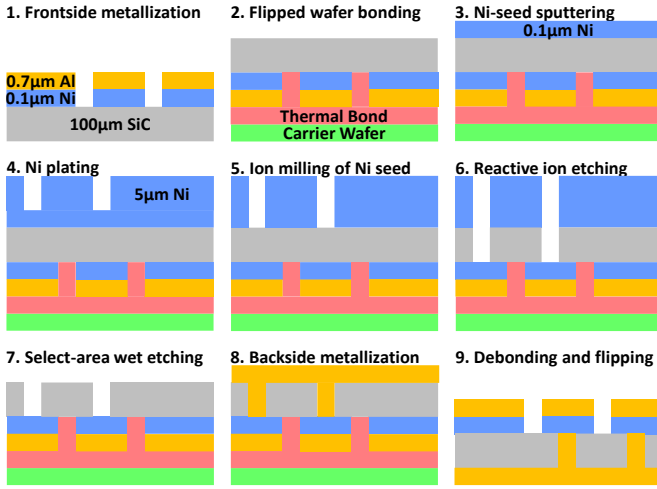 1. Frontside metallization
0.7μm Al
0.1μm Ni
100μm SiC
2. Flipped wafer bonding
Thermal Bond
Carrier Wafer
3. Ni-seed sputtering
0.1μm Ni
4. Ni plating
5μm Ni
5. Ion milling of Ni seed
6. Reactive ion etching
7. Select-area wet etching
8. Backside metallization
9. Debonding and flipping